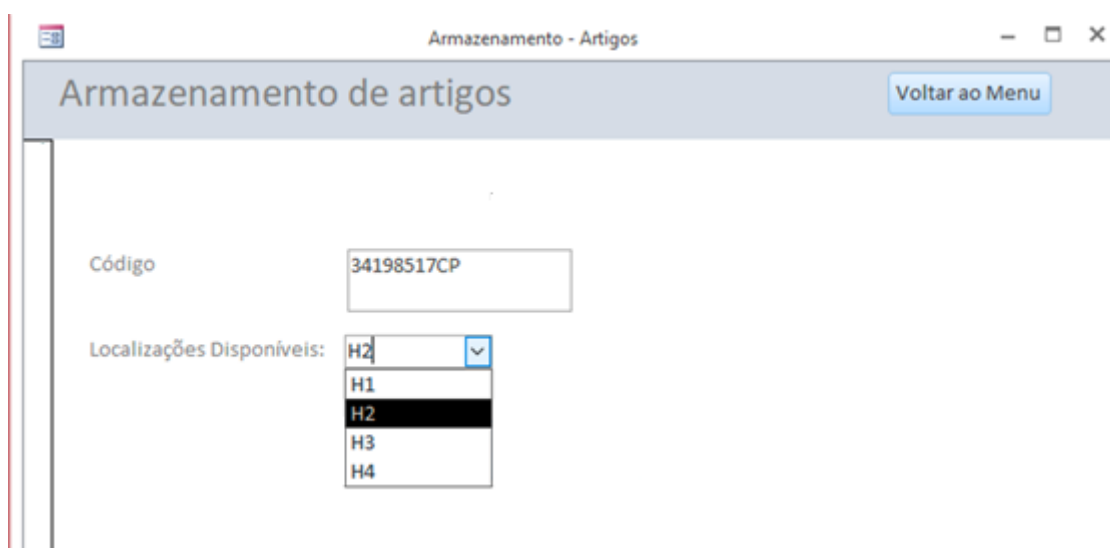 Armazenamento - Artigos
Armazenamento de artigos
Voltar ao Menu
Código
34198517CP
Localizações Disponíveis:
H2
H1
H2
H3
H4